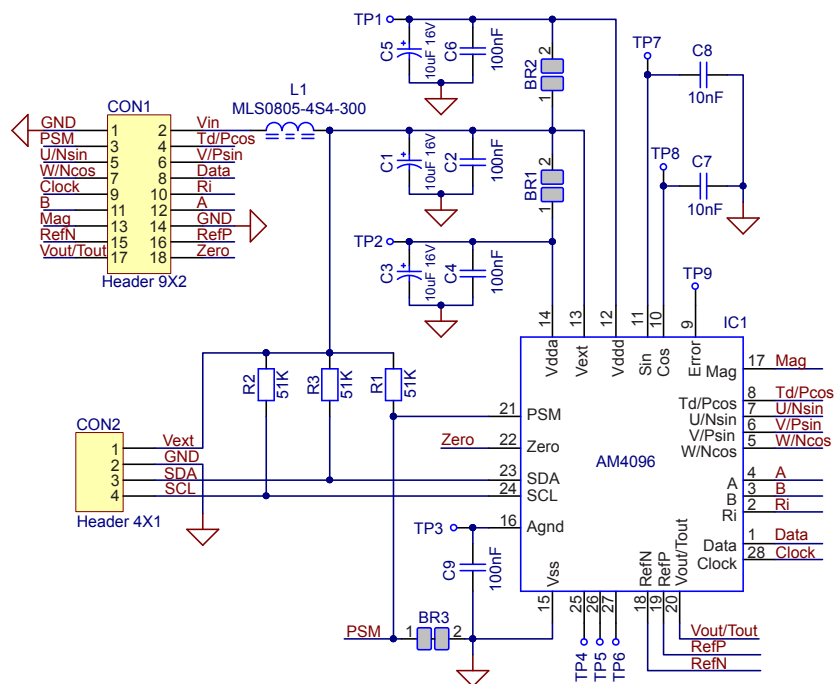 TP1
C5
10uF 16V
C6
100nF
2
BR2
1
TP7
C8
10nF
L1
MLS0805-4S4-300
CON1
GND 1 2 Vin
PSM 3 4 Td/Pcos
U/Nsin 5 6 V/Psin
W/Ncos 7 8 Data
Clock 9 10 Ri
B 11 12 A
Mag 13 14 GND
RefN 15 16 RefP
Vout/Tout 17 18 Zero
Header 9X2
C1
10uF 16V
C2
100nF
2
BR1
1
TP8
C7
10nF
TP2
C3
10uF 16V
C4
100nF
TP9
14 13 12 11 10 9
IC1
Vdda Vext Vddd Sin Cos Error
Mag 17 Mag
R2
51K
R3
51K
R1
51K
Td/Pcos 8 Td/Pcos
U/Nsin 7 U/Nsin
V/Psin 6 V/Psin
W/Ncos 5 W/Ncos
21 PSM
Zero 22 Zero
AM4096
CON2
1 Vext
2 GND
3 SDA
4 SCL
Header 4X1
23 SDA
24 SCL
A 4 A
B 3 B
Ri 2 Ri
TP3 16 Agnd
C9
100nF
Data 1 Data
Clock 28 Clock
Vss RefN RefP Vout/Tout
15 25 26 27 18 19 20
PSM 1 BR3 2
TP4 TP5 TP6
Vout/Tout
RefP
RefN